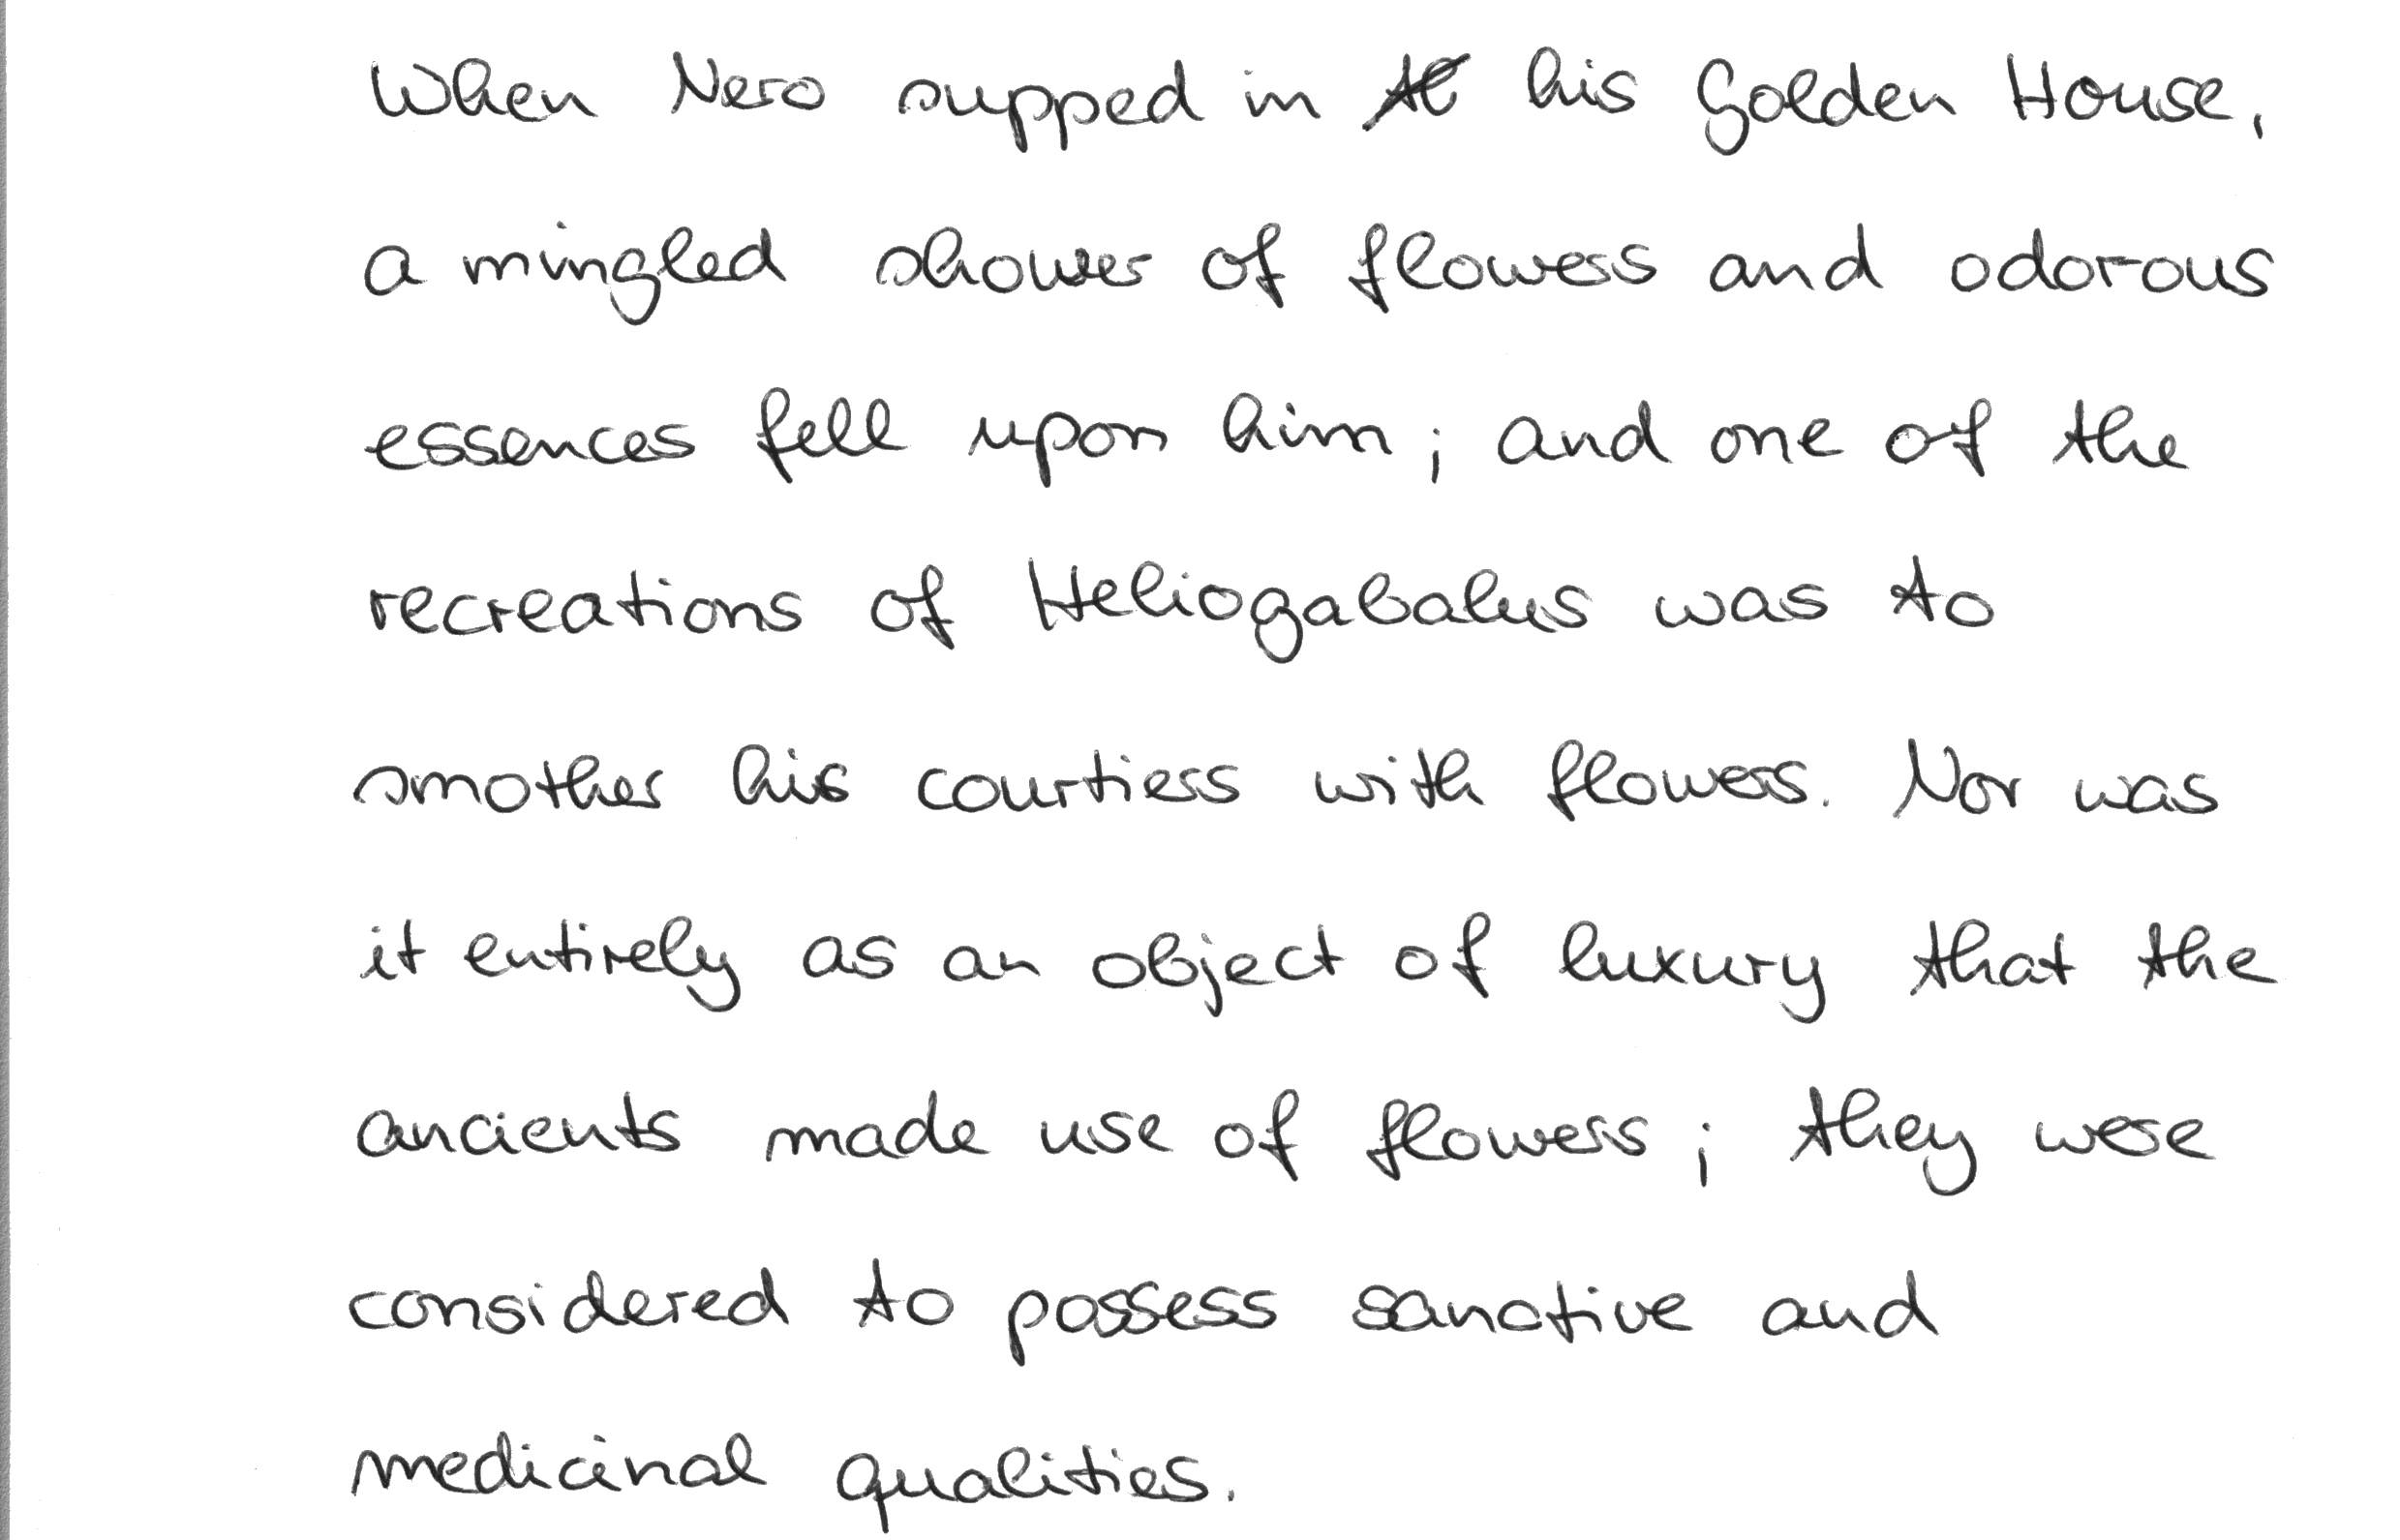 When Nero supped in his Golden House,
a mingled shower of flowers and odorous
essences fell upon him; and one of the
recreations of Heliogabalus was to
smother his courtiers with flowers. Nor was
it entirely as an object of luxury that the
ancients made use of flowers; they were
considered to possess sanative and
medicinal qualities.